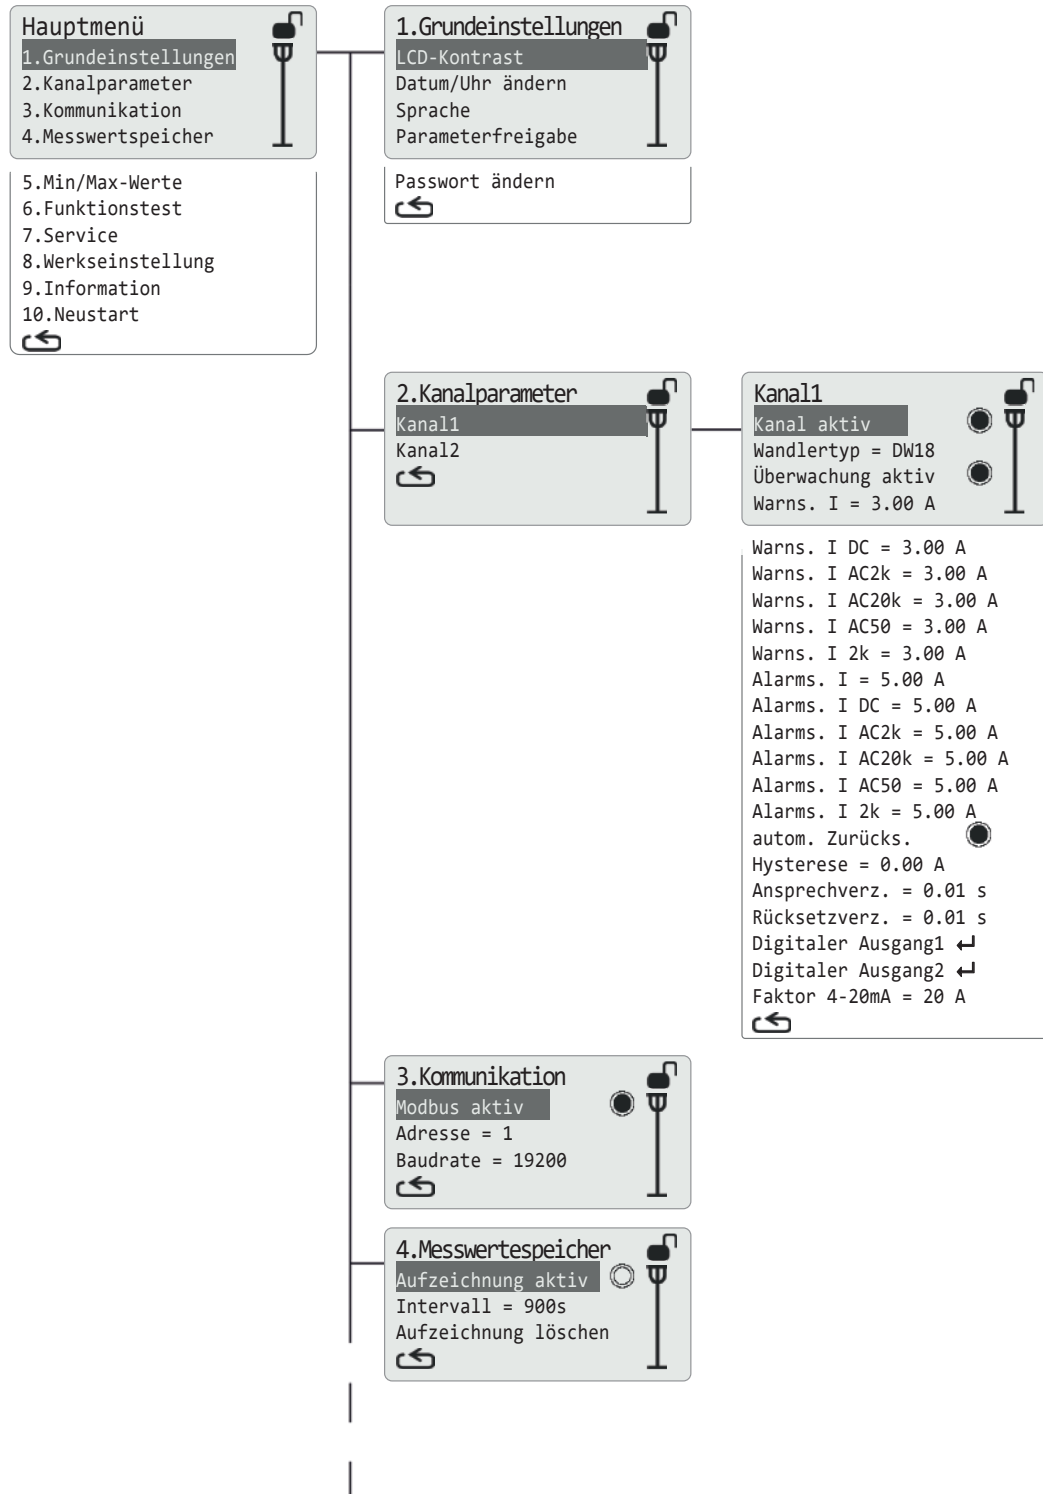 Hauptmenü
1.Grundeinstellungen
2.Kanalparameter
3.Kommunikation
4.Messwertspeicher
5.Min/Max-Werte
6.Funktionstest
7.Service
8.Werkseinstellung
9.Information
10.Neustart
1.Grundeinstellungen
LCD-Kontrast
Datum/Uhr ändern
Sprache
Parameterfreigabe
Passwort ändern
2.Kanalparameter
Kanal1
Kanal2
Kanal1
Kanal aktiv
Wandlertyp = DW18
Überwachung aktiv
Warns. I = 3.00 A
Warns. I DC = 3.00 A
Warns. I AC2k = 3.00 A
Warns. I AC20k = 3.00 A
Warns. I AC50 = 3.00 A
Warns. I 2k = 3.00 A
Alarms. I = 5.00 A
Alarms. I DC = 5.00 A
Alarms. I AC2k = 5.00 A
Alarms. I AC20k = 5.00 A
Alarms. I AC50 = 5.00 A
Alarms. I 2k = 5.00 A
autom. Zurücks.
Hysterese = 0.00 A
Ansprechverz. = 0.01 s
Rücksetzverz. = 0.01 s
Digitaler Ausgang1
Digitaler Ausgang2
Faktor 4-20mA = 20 A
3.Kommunikation
Modbus aktiv
Adresse = 1
Baudrate = 19200
4.Messwertespeicher
Aufzeichnung aktiv
Intervall = 900s
Aufzeichnung löschen